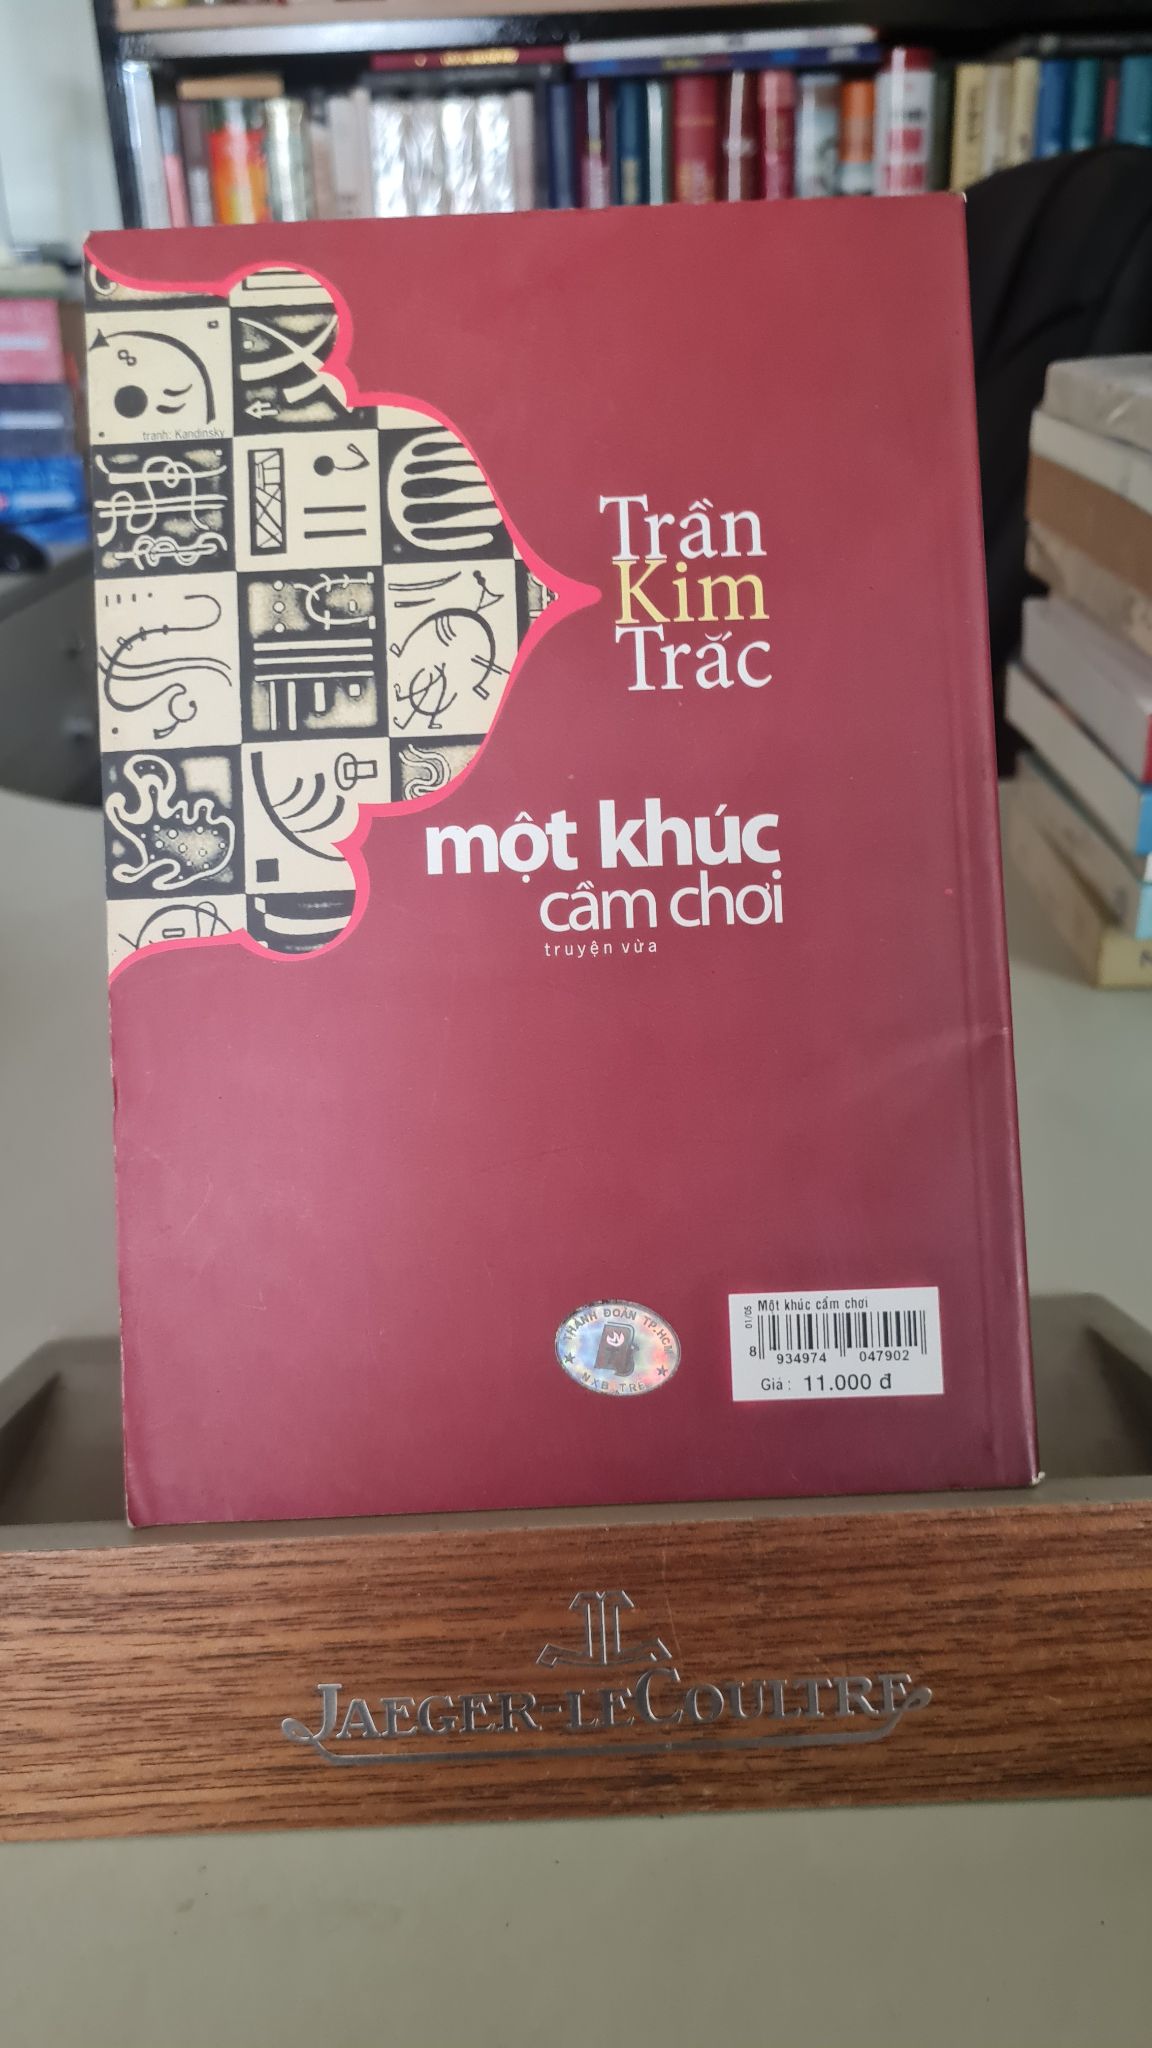 tranh: Kandinsky
Trần
Kim
Trắc
một khúc
cầm chơi
truyện vừa
THÀNH ĐOÀN TP.HCM
NXB TRẺ
01/05
Một khúc cầm chơi
8 934974 047902
Giá : 11.000 đ
JAEGER-LECOULTRE